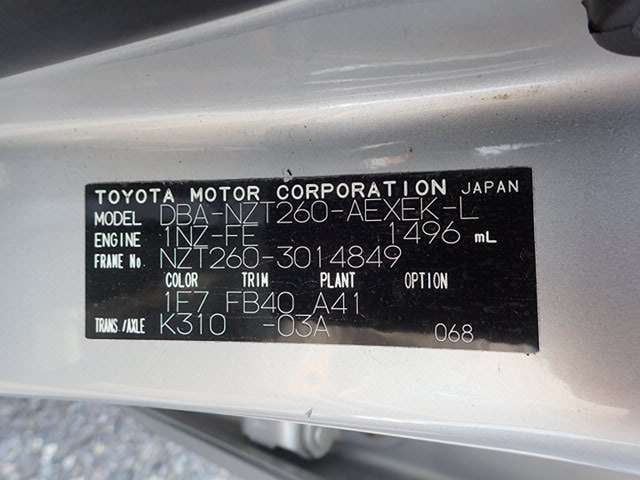 TOYOTA MOTOR CORPORATION JAPAN
MODEL DBA-NZT260-AEXEK-L
ENGINE 1NZ-FE 1496 mL
FRAME No. NZT260-3014849
COLOR TRIM PLANT OPTION
1F7 FB40 A41
TRANS./AXLE K310 -03A 068